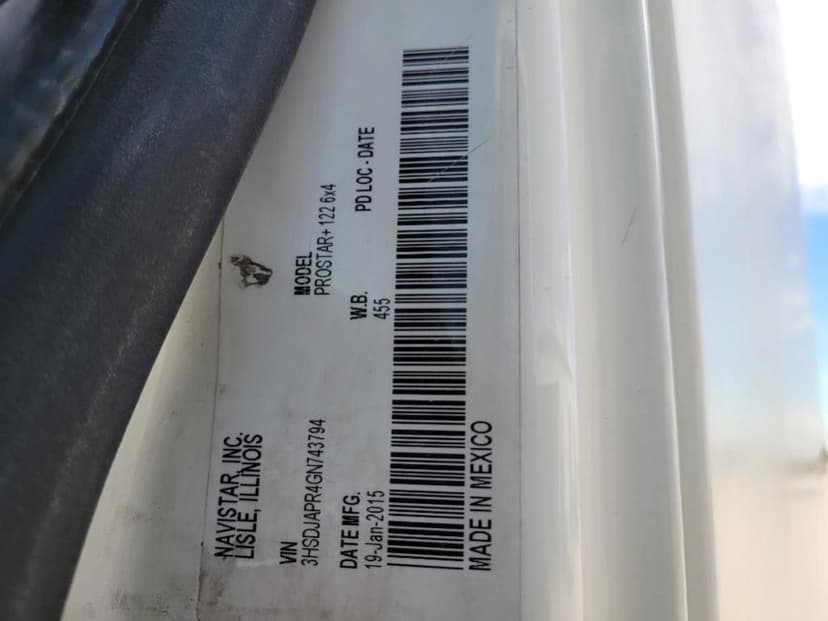 NAVISTAR, INC.
LISLE, ILLINOIS
VIN
3HSDJAPR4GN743794
MODEL
PROSTAR+ 122 6x4
DATE MFG.
19-Jan-2015
W.B.
455
PD LOC - DATE
MADE IN MEXICO